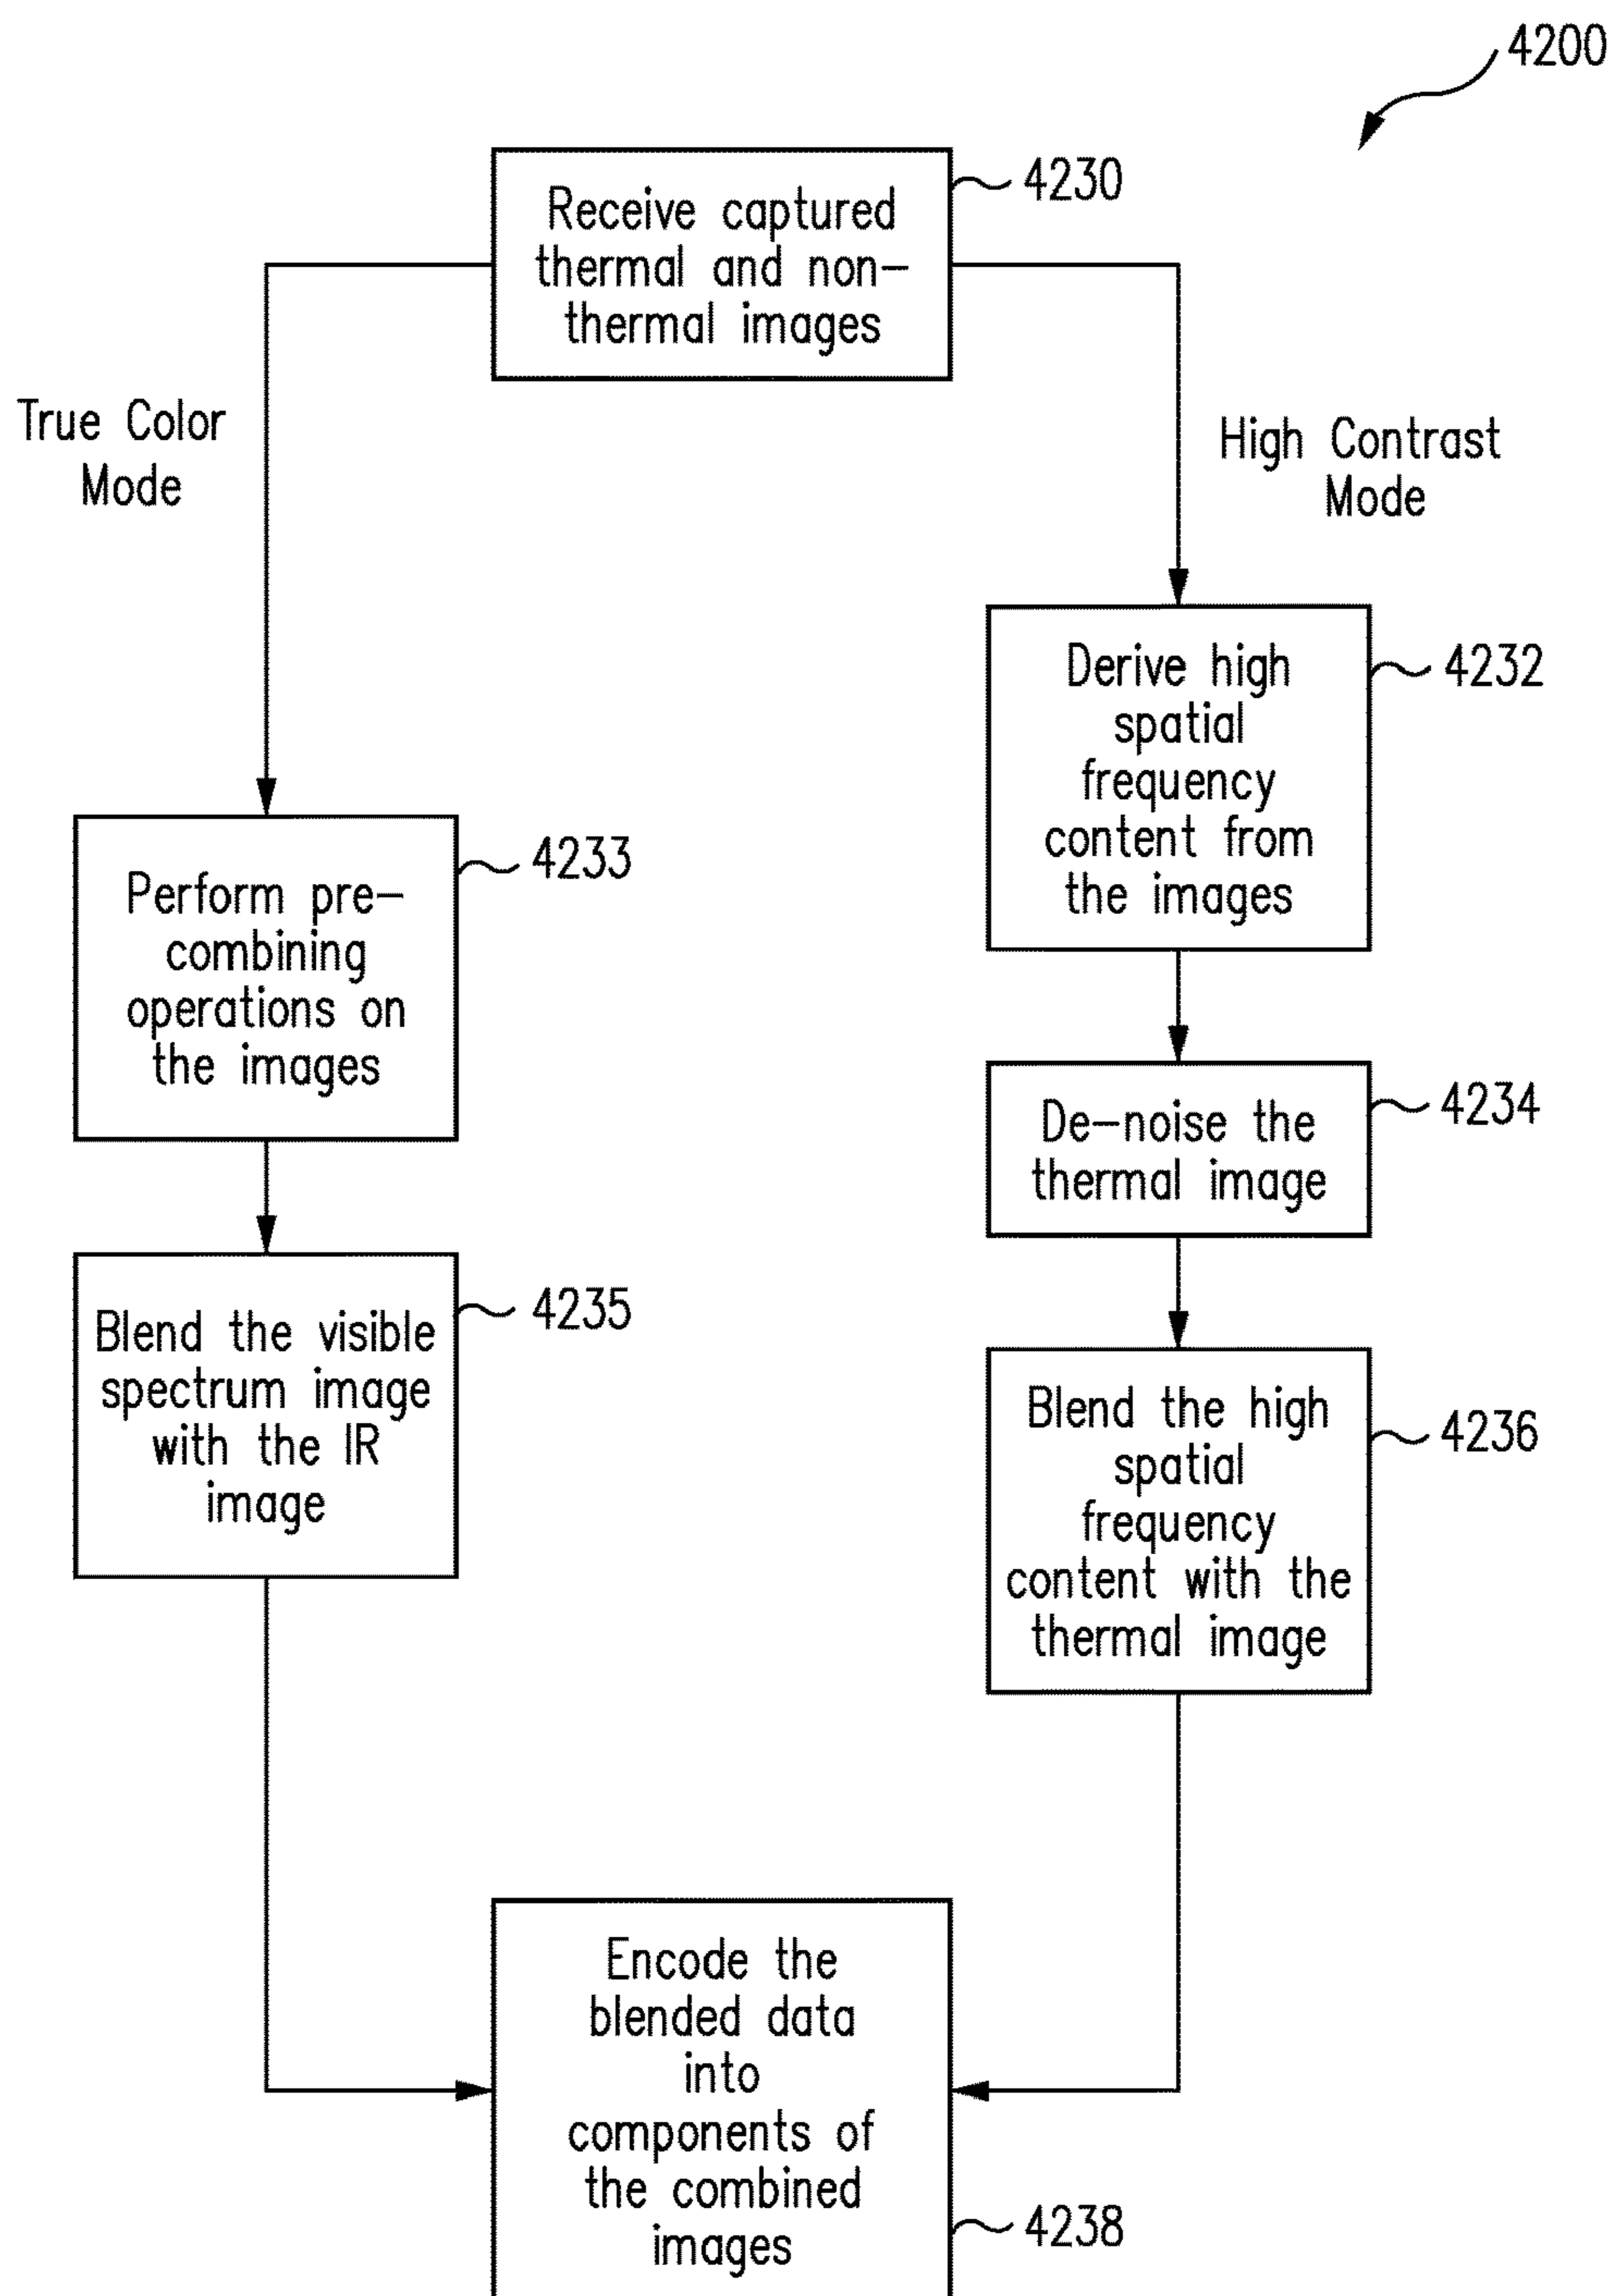 4200
Receive captured
thermal and non-
thermal images
4230
True Color
Mode
High Contrast
Mode
Derive high
spatial
frequency
content from
the images
4232
Perform pre-
combining
operations on
the images
4233
De-noise the
thermal image
4234
Blend the visible
spectrum image
with the IR
image
4235
Blend the high
spatial
frequency
content with the
thermal image
4236
Encode the
blended data
into
components of
the combined
images
4238